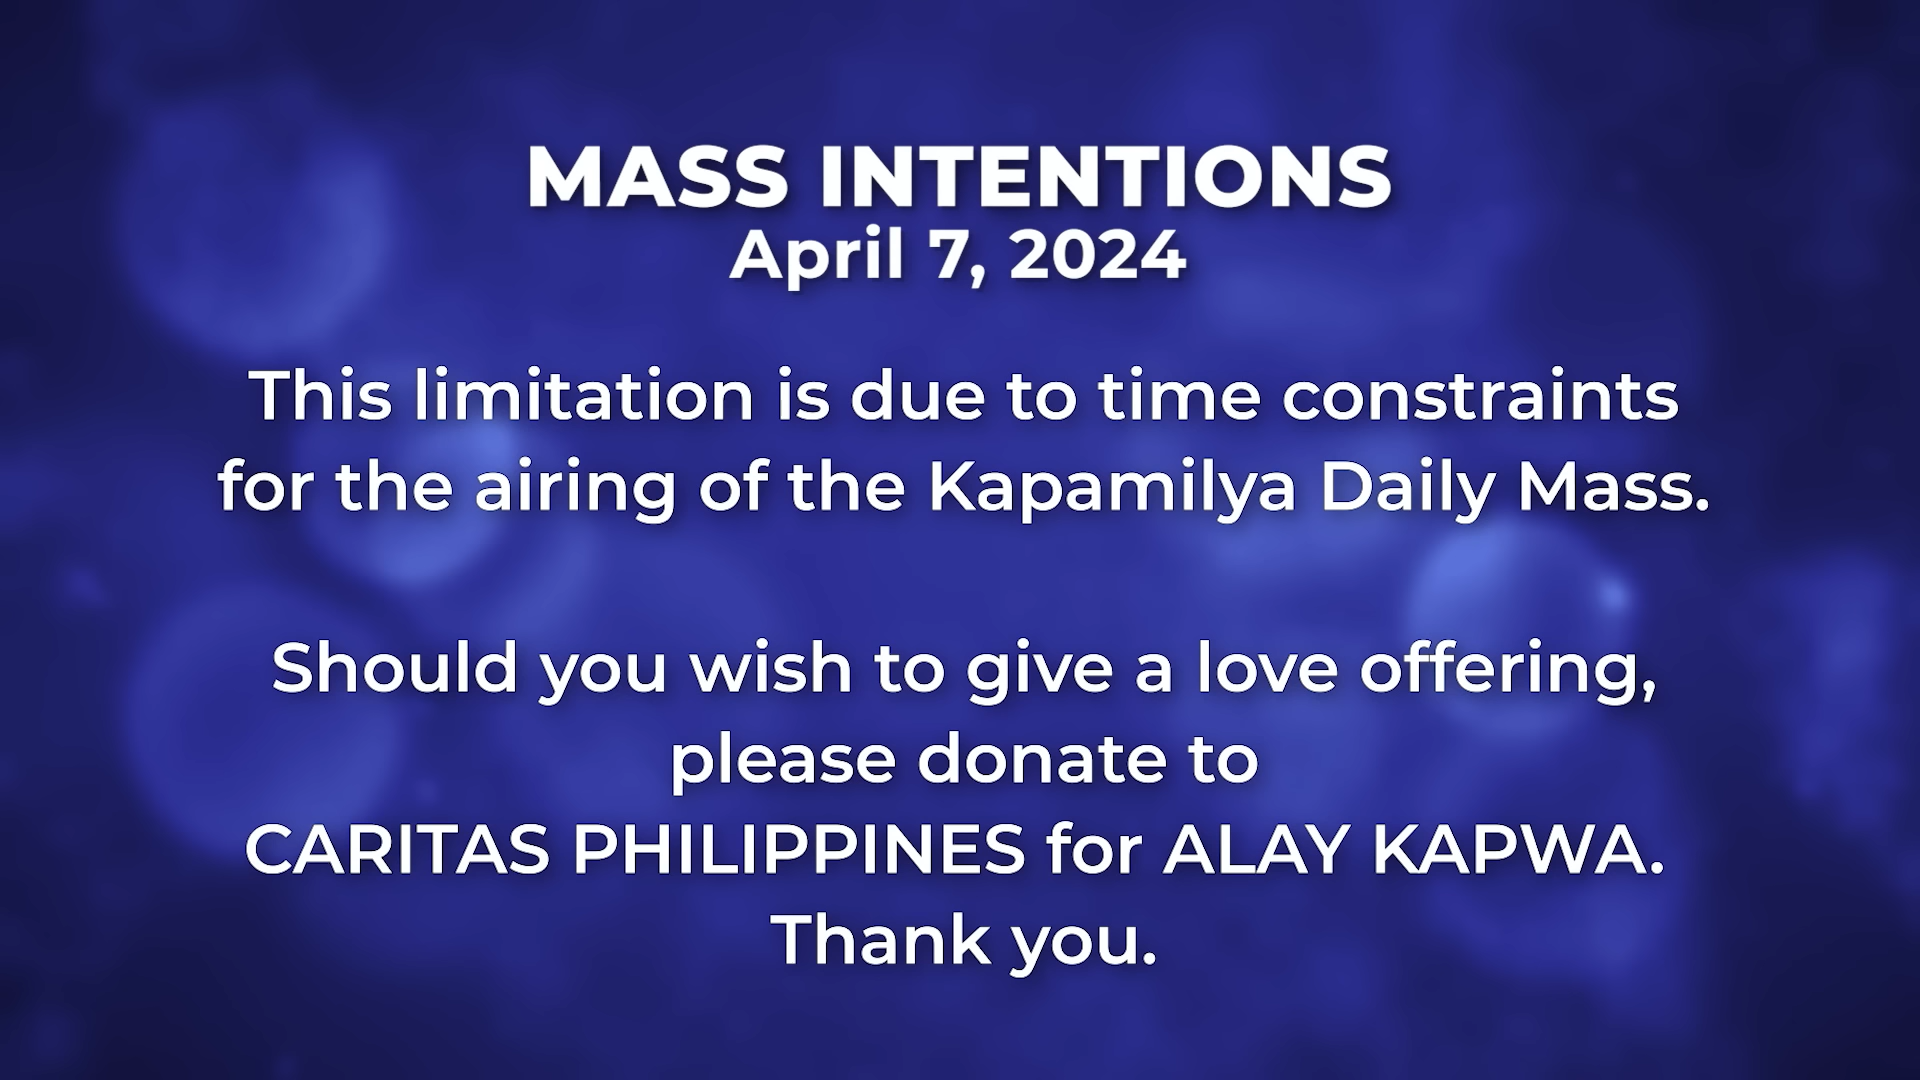 MASS INTENTIONS
April 7, 2024
This limitation is due to time constraints
for the airing of the Kapamilya Daily Mass.
Should you wish to give a love offering,
please donate to
CARITAS PHILIPPINES for ALAY KAPWA.
Thank you.